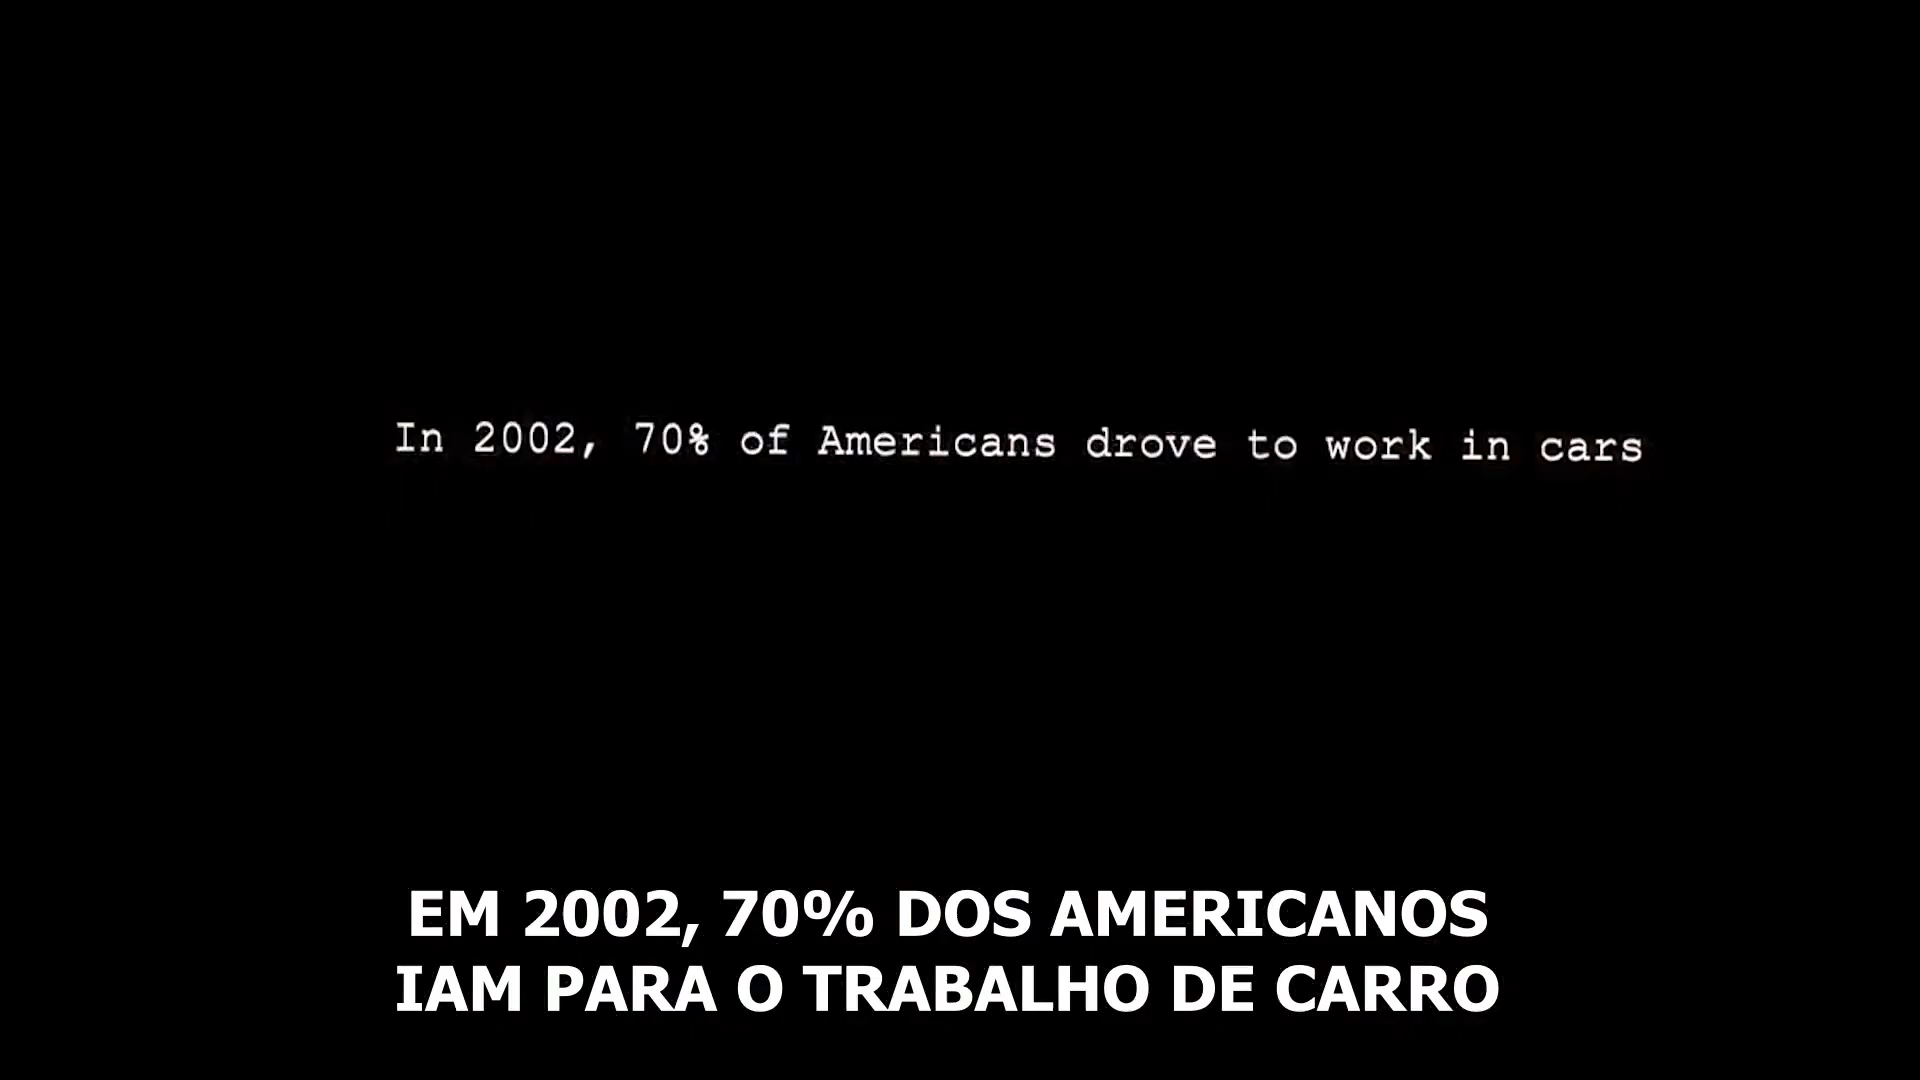 In 2002, 70% of Americans drove to work in cars
EM 2002, 70% DOS AMERICANOS
IAM PARA O TRABALHO DE CARRO